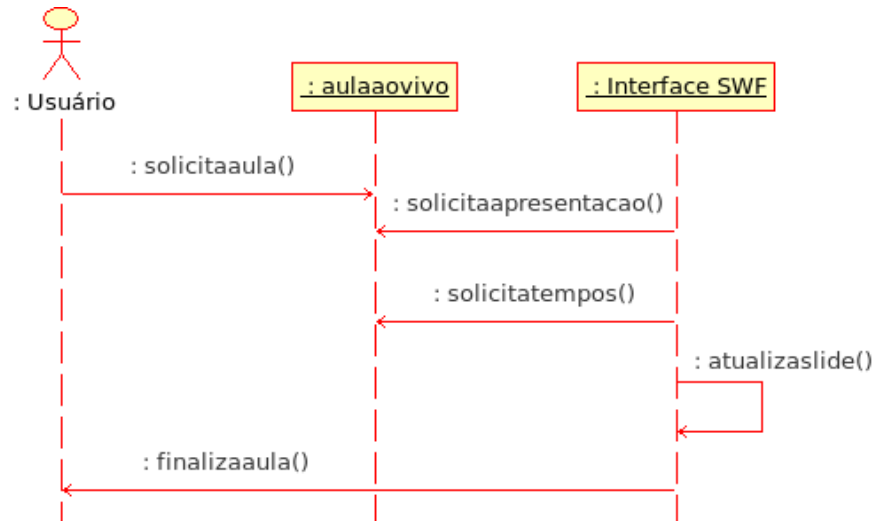 : Usuário
: aulaaovivo
: Interface SWF
: solicitaaula()
: solicitaapresentacao()
: solicitatempos()
: atualizaslide()
: finalizaaula()